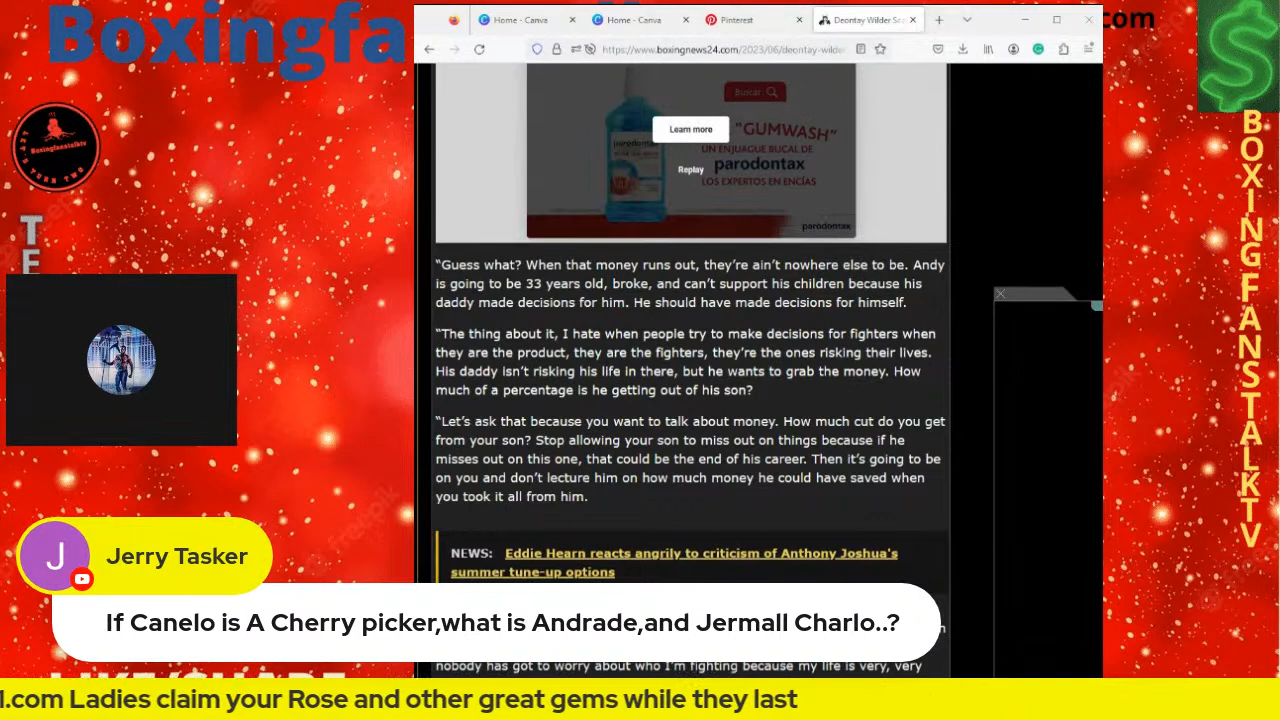 Boxingfa
com
Home - Canva
Home - Canva
Pinterest
Deontay Wilder Sc
https://www.boxingnews24.com/2023/06/deontay-wilde
Buscar
Learn more
"GUMWASH"
UN ENJUAGUE BUCAL DE
parodontax
LOS EXPERTOS EN ENCÍAS
Replay
parodontax
parodontax
Boxingfanstalktv
LET'S TURN TWO
TE
BOXINGFANSTALKTV
“Guess what? When that money runs out, they’re ain’t nowhere else to be. Andy
is going to be 33 years old, broke, and can’t support his children because his
daddy made decisions for him. He should have made decisions for himself.
“The thing about it, I hate when people try to make decisions for fighters when
they are the product, they are the fighters, they’re the ones risking their lives.
His daddy isn’t risking his life in there, but he wants to grab the money. How
much of a percentage is he getting out of his son?
“Let’s ask that because you want to talk about money. How much cut do you get
from your son? Stop allowing your son to miss out on things because if he
misses out on this one, that could be the end of his career. Then it’s going to be
on you and don’t lecture him on how much money he could have saved when
you took it all from him.
NEWS: Eddie Hearn reacts angrily to criticism of Anthony Joshua's
summer tune-up options
J
Jerry Tasker
If Canelo is A Cherry picker,what is Andrade,and Jermall Charlo..?
nobody has got to worry about who I'm fighting because my life is very, very
LIKE/SHARE
1.com Ladies claim your Rose and other great gems while they last